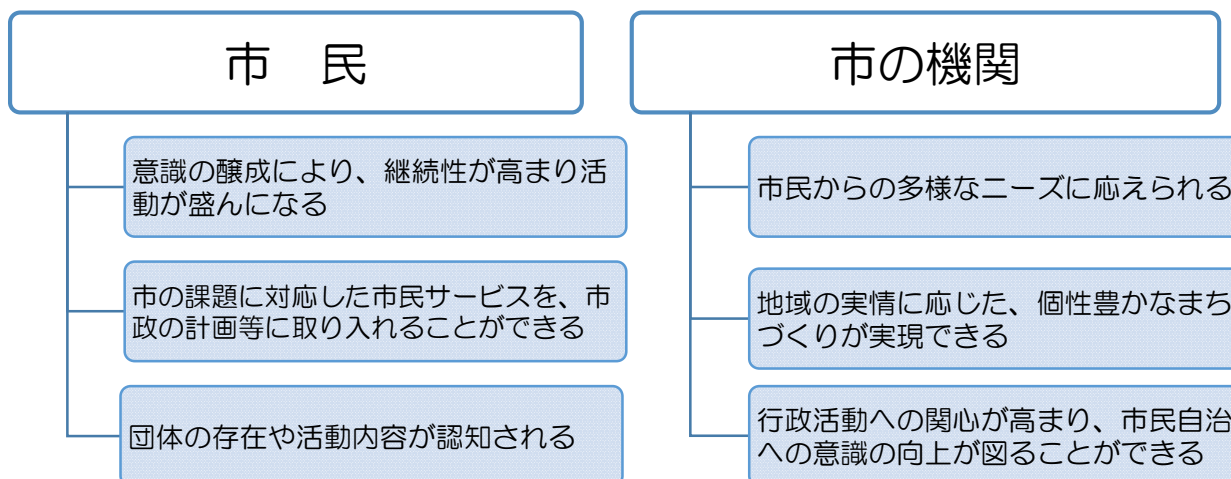 市　民
意識の醸成により、継続性が高まり活
動が盛んになる
市の課題に対応した市民サービスを、市
政の計画等に取り入れることができる
団体の存在や活動内容が認知される
市の機関
市民からの多様なニーズに応えられる
地域の実情に応じた、個性豊かなまち
づくりが実現できる
行政活動への関心が高まり、市民自治
への意識の向上が図ることができる